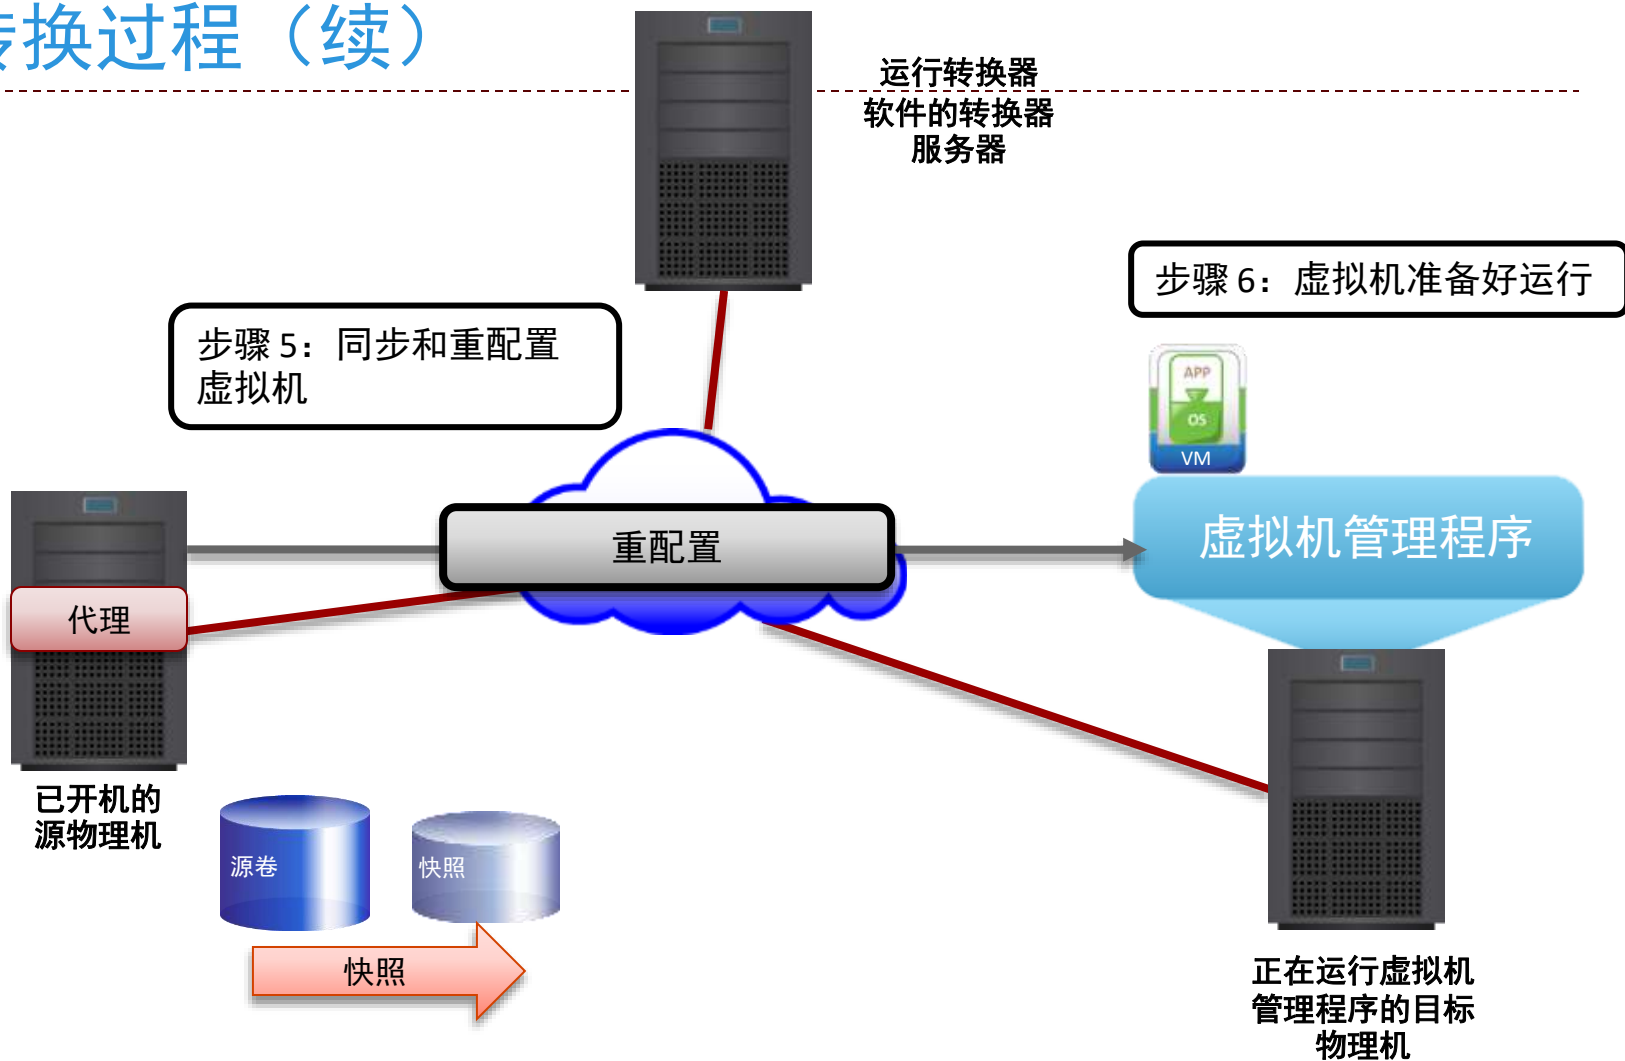 换过程（续）
运行转换器
软件的转换器
服务器
步骤 6：虚拟机准备好运行
步骤 5：同步和重配置
虚拟机
APP
OS
VM
虚拟机管理程序
重配置
代理
已开机的
源物理机
源卷
快照
快照
正在运行虚拟机
管理程序的目标
物理机